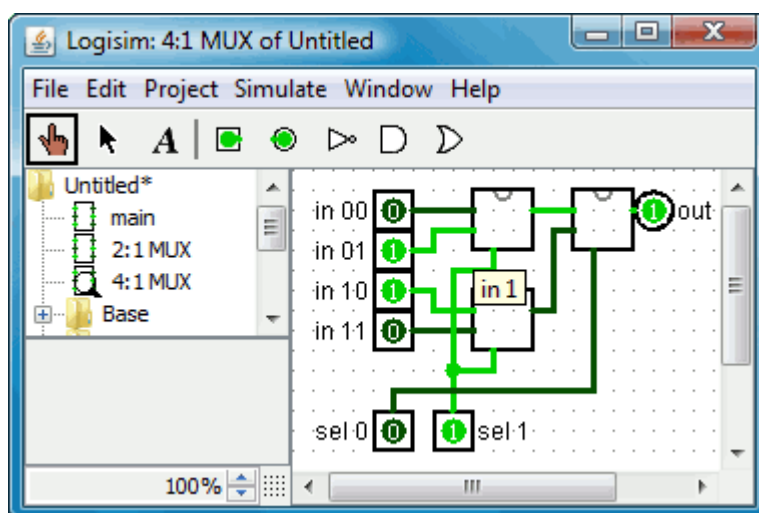 Logisim: 4:1 MUX of Untitled
File Edit Project Simulate Window Help
A
Untitled*
main
2:1 MUX
4:1 MUX
Base
100%
in 00 0
1 out
in 01 1
in 10 1
in 1
in 11 0
sel 0 0
1 sel 1